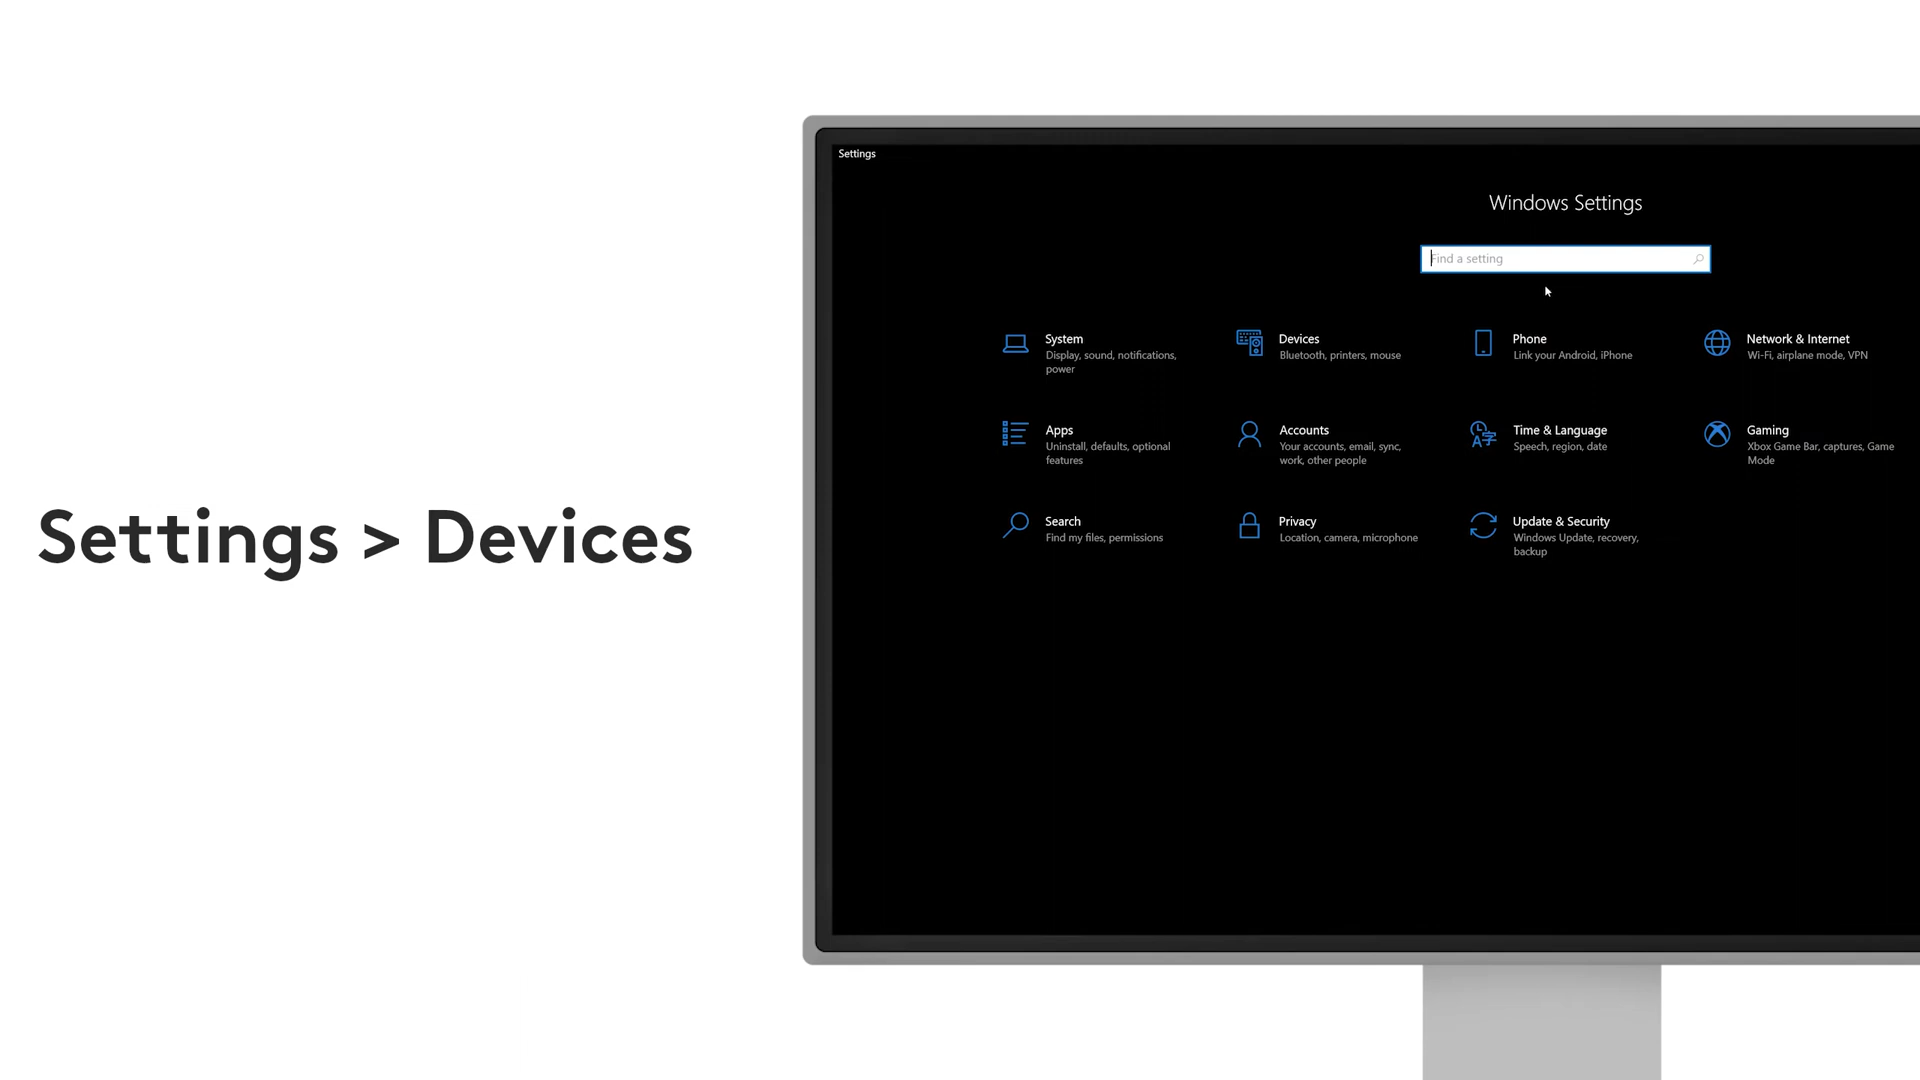 Settings
Windows Settings
Find a setting
Settings > Devices
System
Display, sound, notifications,
power
Devices
Bluetooth, printers, mouse
Phone
Link your Android, iPhone
Network & Internet
Wi-Fi, airplane mode, VPN
Apps
Uninstall, defaults, optional
features
Accounts
Your accounts, email, sync,
work, other people
Time & Language
Speech, region, date
Gaming
Xbox Game Bar, captures, Game
Mode
Search
Find my files, permissions
Privacy
Location, camera, microphone
Update & Security
Windows Update, recovery,
backup